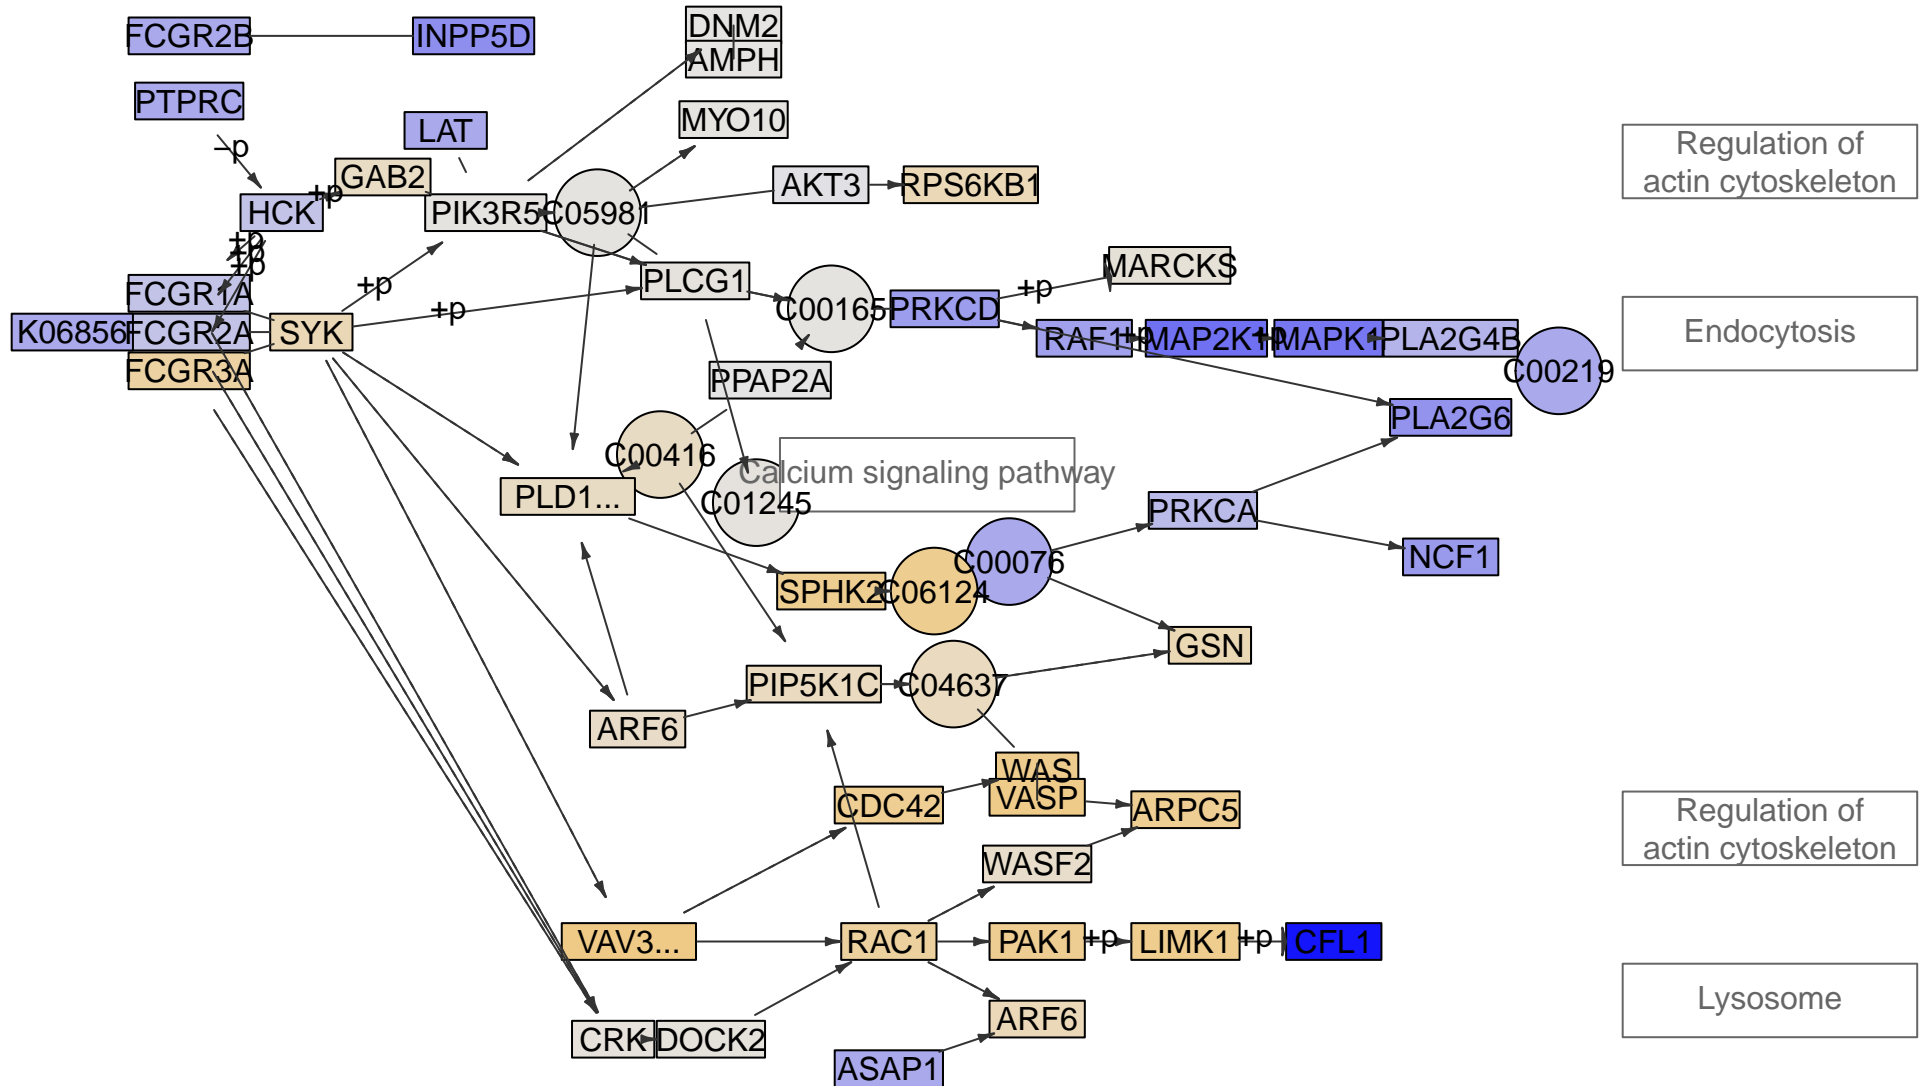 FCGR2B
INPP5D
DNM2
AMPH
PTPRC
LAT
MYO10
Regulation of
actin cytoskeleton
−p
GAB2
+p
AKT3
RPS6KB1
HCK
PIK3R5
C05981
+p
+p
+p
MARCKS
PLCG1
+p
+p
FCGR1A
C00165
PRKCD
+p
K06856
FCGR2A
SYK
RAF1
+p
MAP2K1
+p
MAPK1
PLA2G4B
Endocytosis
FCGR3A
PPAP2A
C00219
PLA2G6
C00416
Calcium signaling pathway
PLD1...
C01245
PRKCA
C00076
NCF1
SPHK2
C06124
GSN
PIP5K1C
C04637
ARF6
WAS
VASP
CDC42
ARPC5
WASF2
Regulation of
actin cytoskeleton
VAV3...
RAC1
PAK1
+p
LIMK1
+p
CFL1
Lysosome
ARF6
CRK
DOCK2
ASAP1